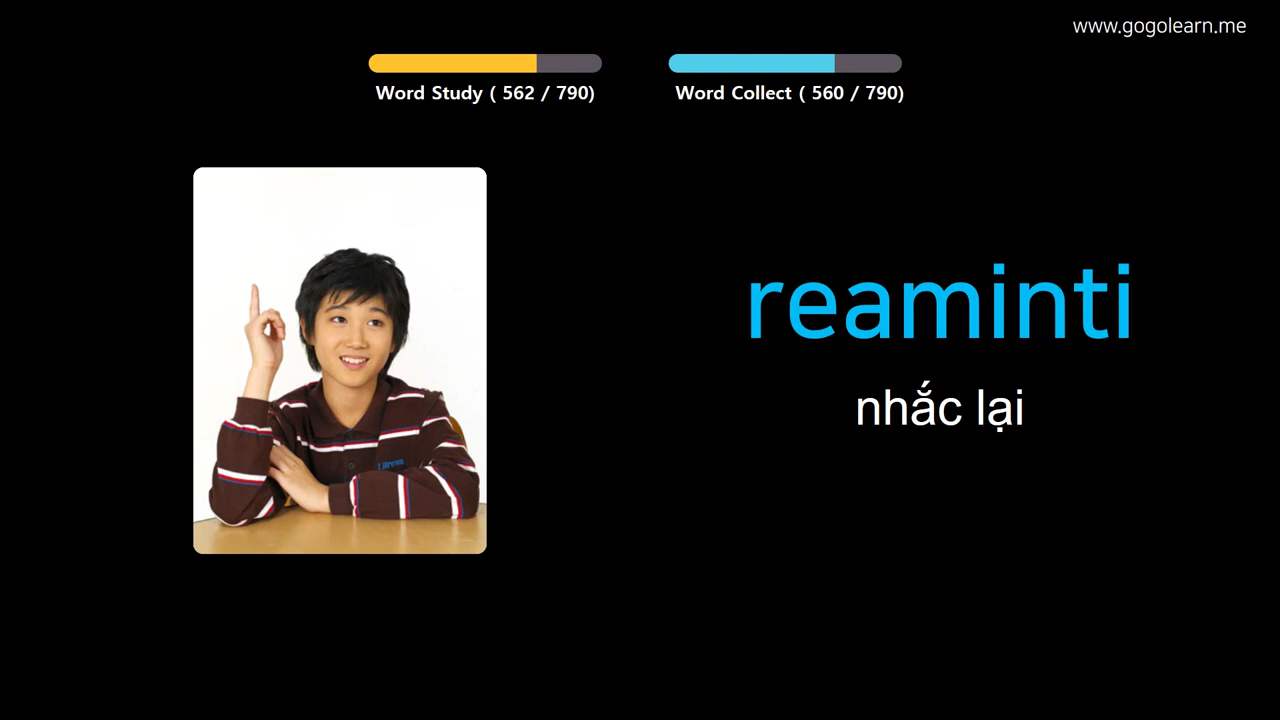 www.gogolearn.me
Word Study ( 562 / 790)
Word Collect ( 560 / 790)
reaminti
nhắc lại